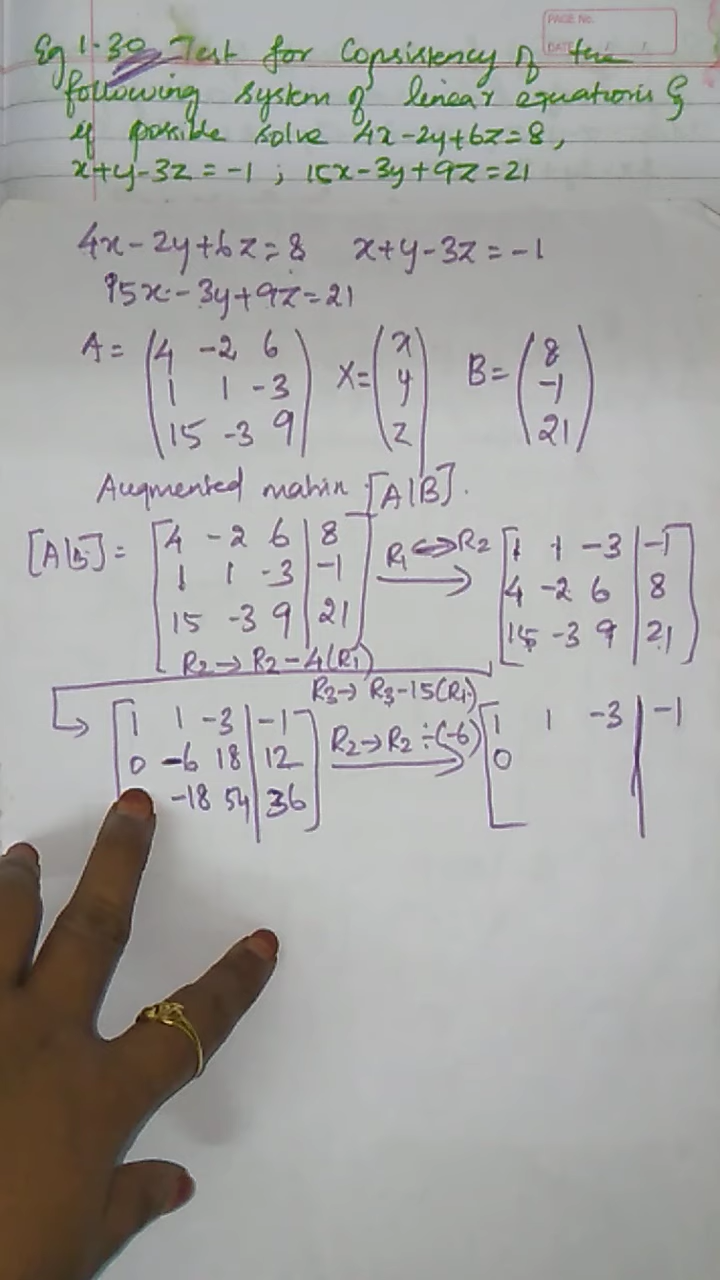 PAGE No.
DATE
Eg 1.30 Test for Consistency of the
following system of linear equations &
if possible solve 4x-2y+6z=8,
x+y-3z=-1; 15x-3y+9z=21
4x-2y+6z=8 x+y-3z=-1
15x-3y+9z=21
A= (4 -2 6 X= (x B= (8
1 1 -3 y -1
15 -3 9) z) 21)
Augmented matrix [A|B].
[A|B]= [4 -2 6 | 8 R1↔R2 [1 1 -3 | -1
1 1 -3 | -1 → 4 -2 6 | 8
15 -3 9 | 21] 15 -3 9 | 21]
R2→R2-4(R1)
R3→R3-15(R1)
→ [1 1 -3 | -1 R2→R2÷(-6) [1 1 -3 | -1
0 -6 18 | 12 → 0
-18 54 | 36]